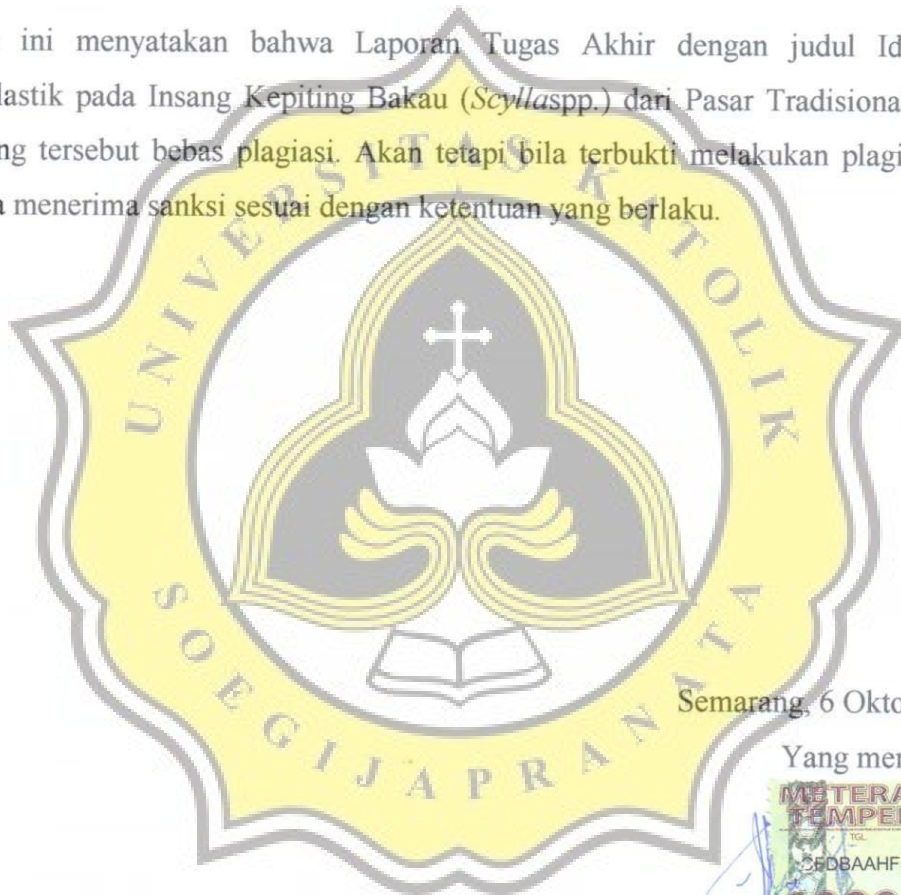 ini menyatakan bahwa Laporan Tugas Akhir dengan judul Id
lastik pada Insang Kepiting Bakau (Scyllaspp.) dari Pasar Tradisiona
ng tersebut bebas plagiasi. Akan tetapi bila terbukti melakukan plagi
a menerima sanksi sesuai dengan ketentuan yang berlaku.
UNIVERSITAS KATOLIK
SOEGIJAPRANATA
Semarang, 6 Okto
Yang men
METERA
TEMPEL
TGL.